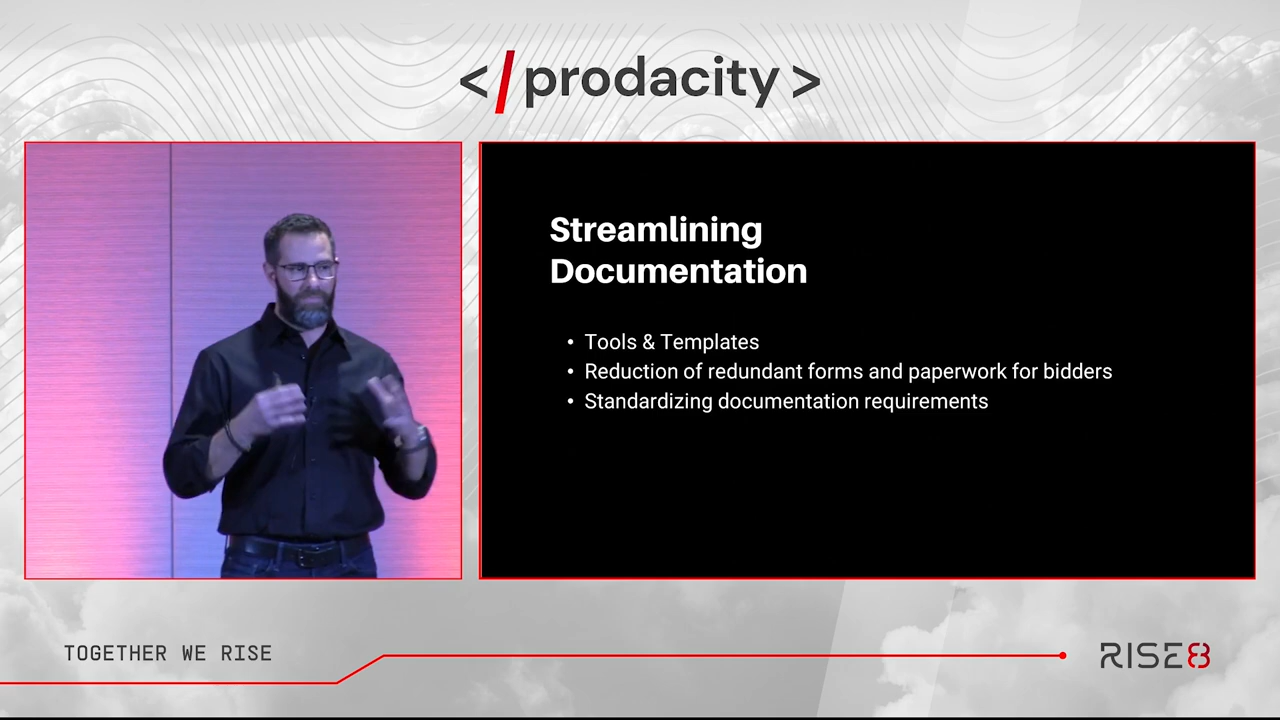 </prodacity>
Streamlining
Documentation
• Tools & Templates
• Reduction of redundant forms and paperwork for bidders
• Standardizing documentation requirements
TOGETHER WE RISE
RISE8